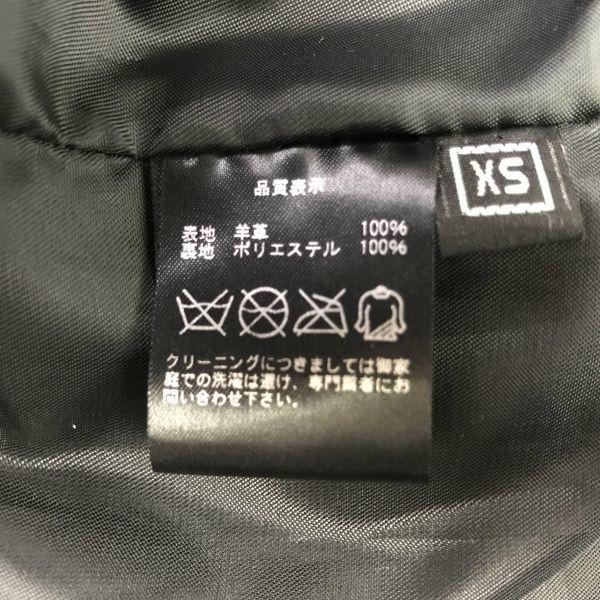 品質表示
XS
表地 羊革 100%
裏地 ポリエステル 100%
クリーニングにつきましては御家
庭での洗濯は避け、専門業者にお
問い合わせ下さい。